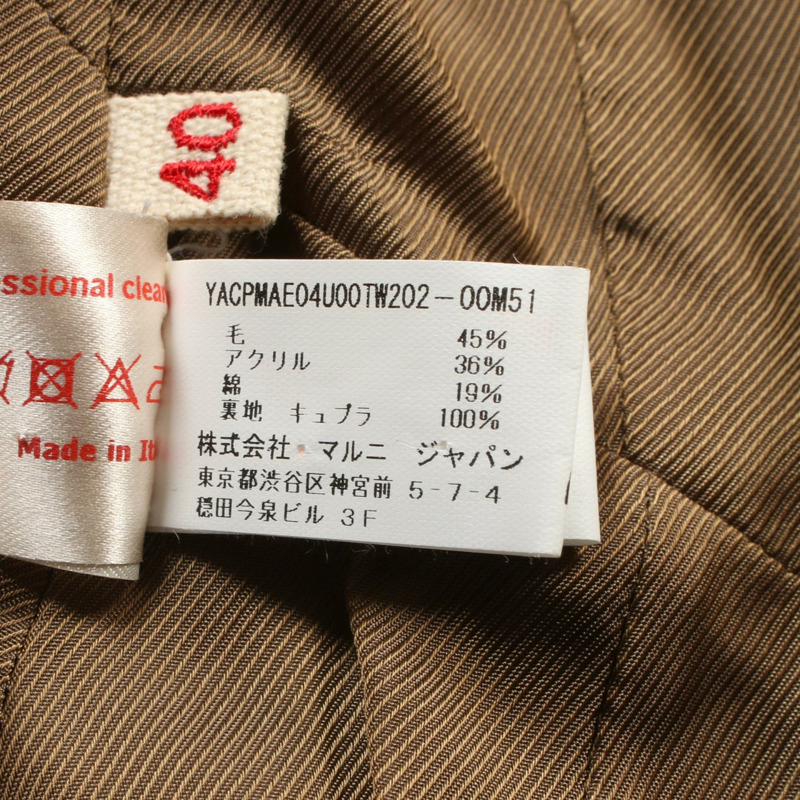 40
ssional clea
Made in It
YACPMAE04U00TW202-00M51
毛 45%
アクリル 36%
綿 19%
裏地 キュプラ 100%
株式会社 マルニ ジャパン
東京都渋谷区神宮前 5-7-4
穏田今泉ビル 3F